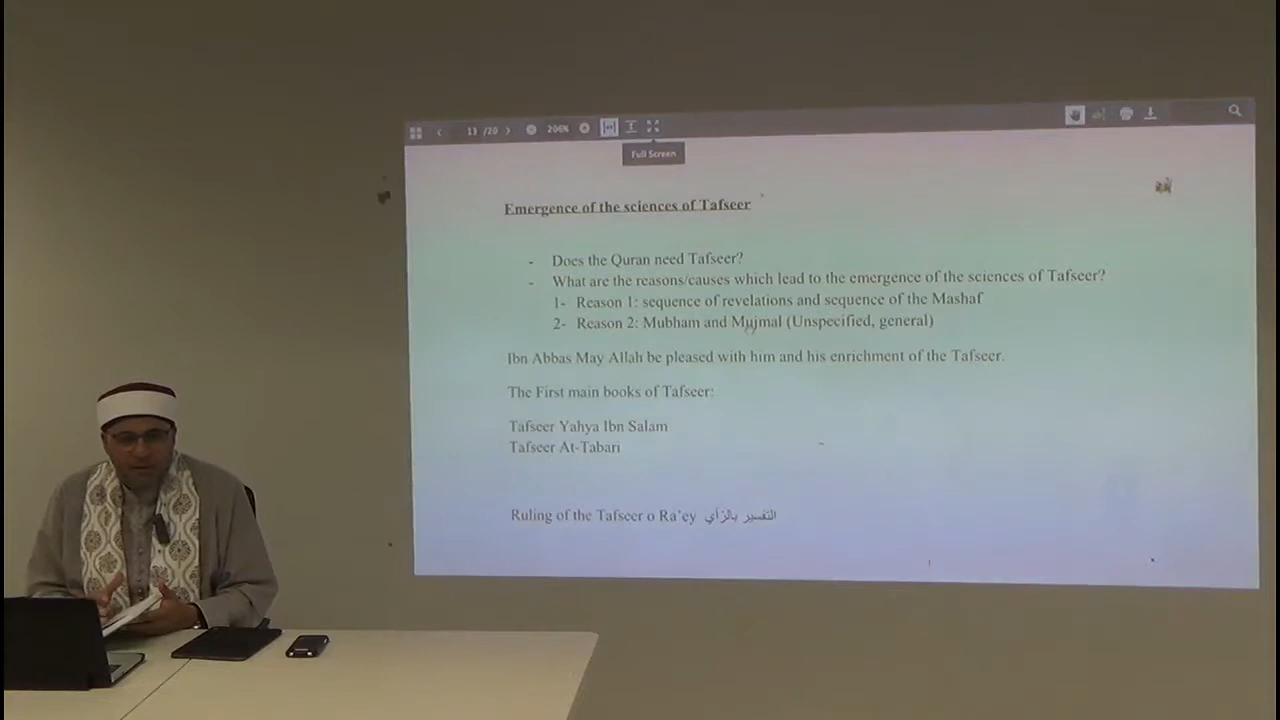 13 /20
206%
Full Screen
Emergence of the sciences of Tafseer
- Does the Quran need Tafseer?
- What are the reasons/causes which lead to the emergence of the sciences of Tafseer?
1- Reason 1: sequence of revelations and sequence of the Mashaf
2- Reason 2: Mubham and Mujmal (Unspecified, general)
Ibn Abbas May Allah be pleased with him and his enrichment of the Tafseer.
The First main books of Tafseer:
Tafseer Yahya Ibn Salam
Tafseer At-Tabari
Ruling of the Tafseer o Ra'ey التفسير بالرأي